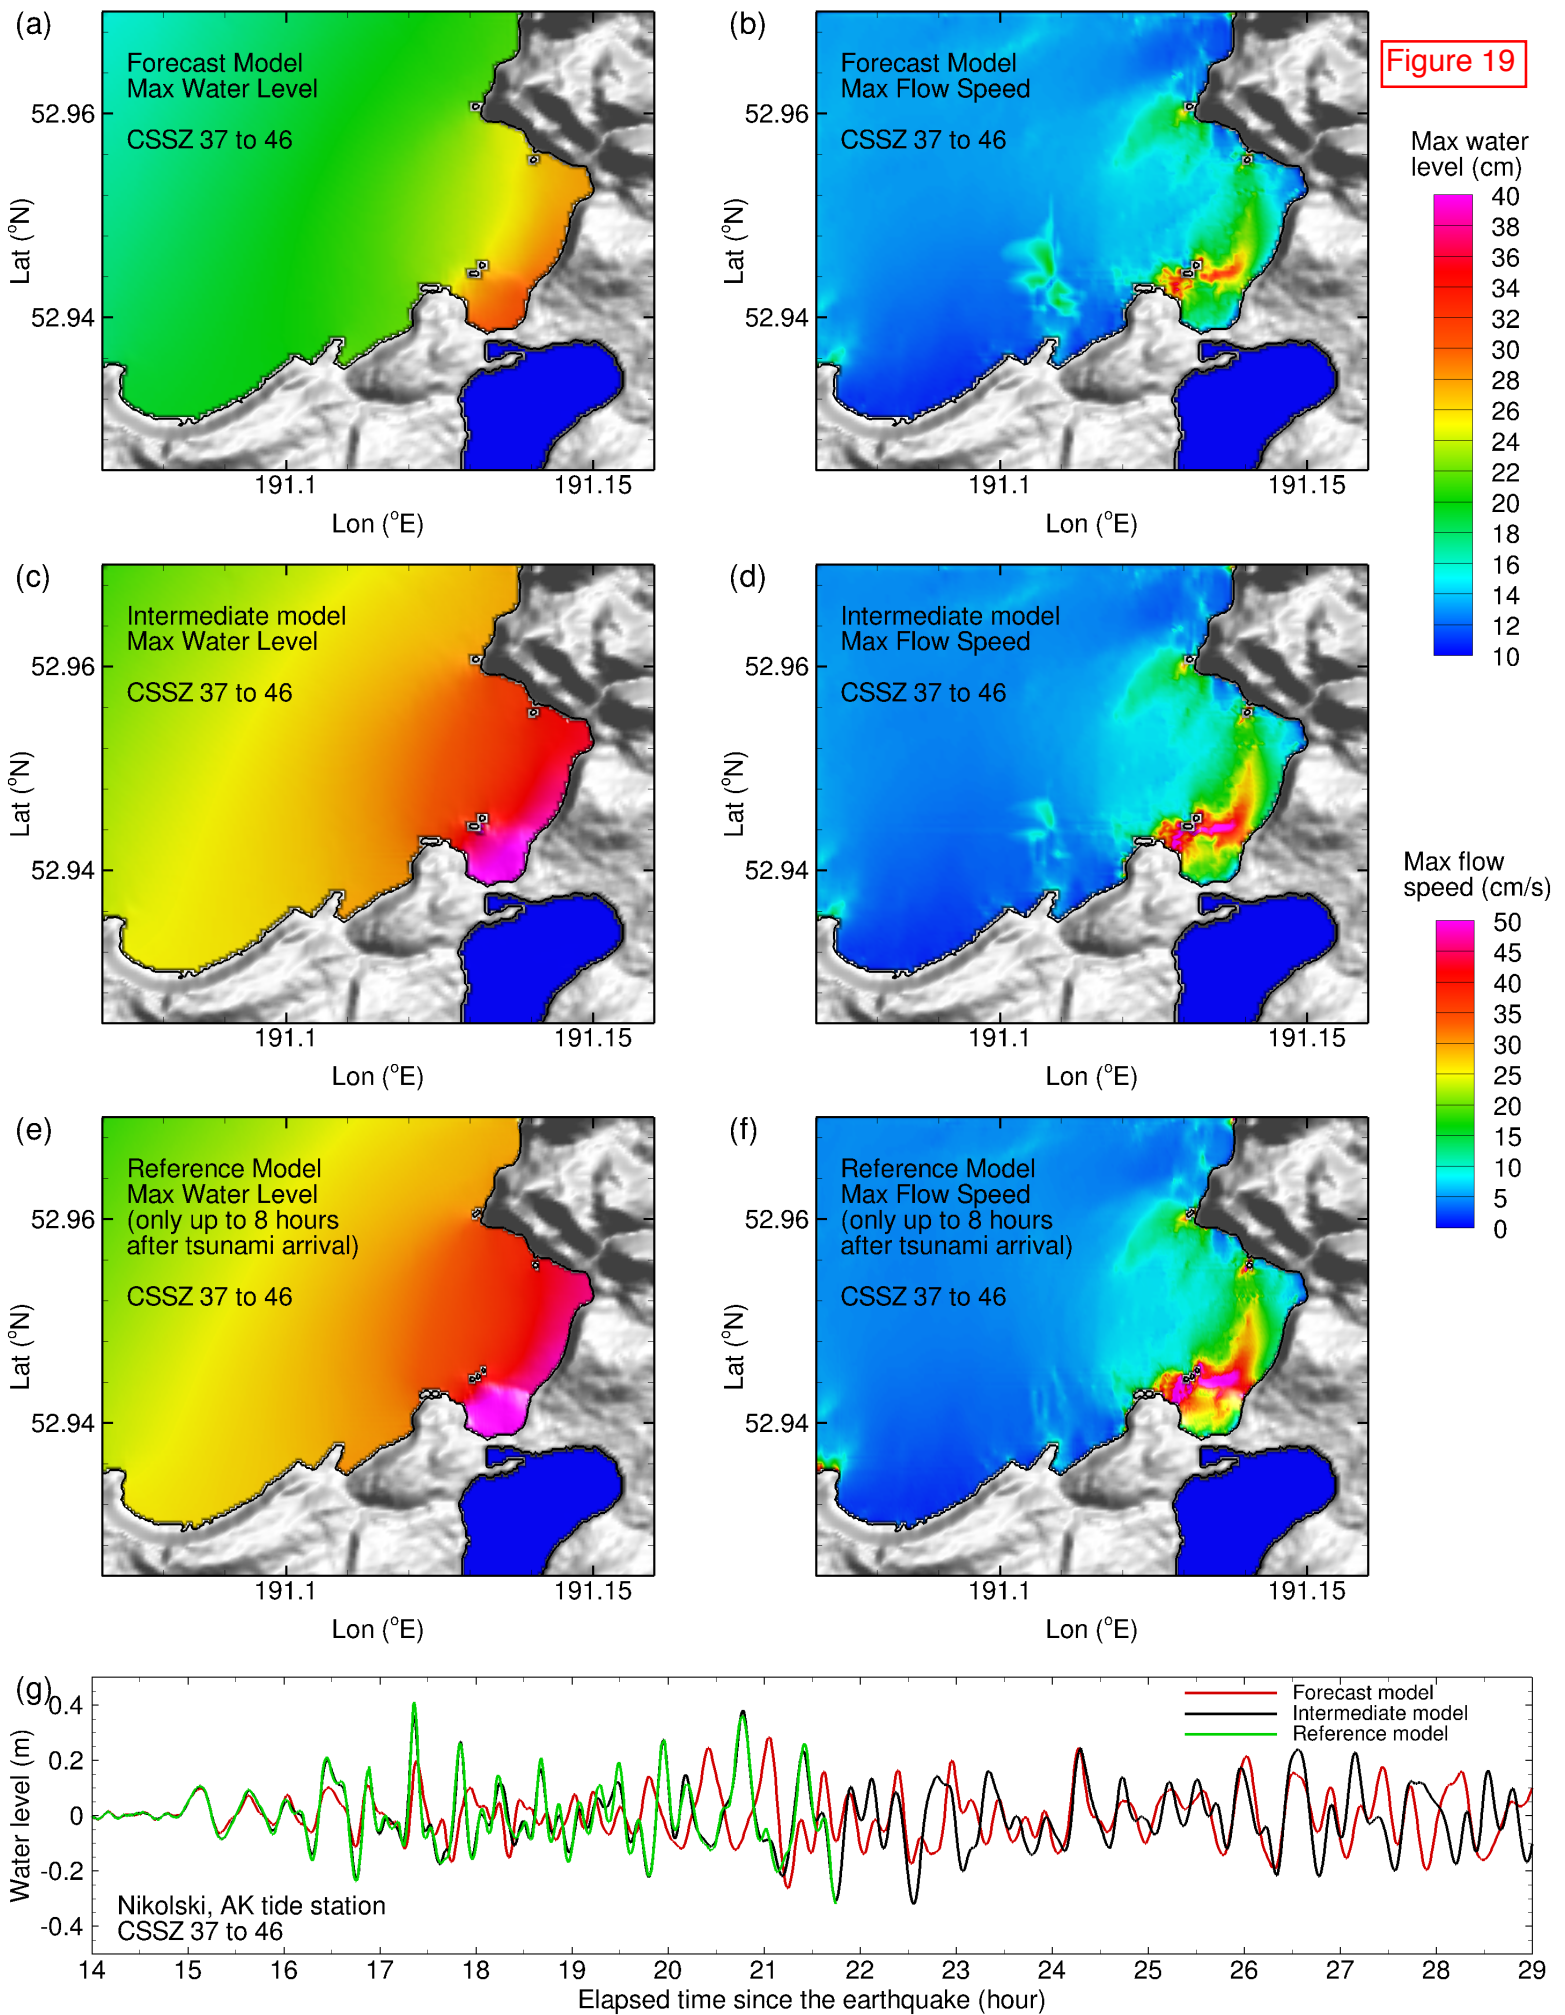 (a)
Forecast Model
Max Water Level
CSSZ 37 to 46
52.96
52.94
Lat (°N)
191.1
191.15
Lon (°E)
(b)
Forecast Model
Max Flow Speed
CSSZ 37 to 46
52.96
52.94
Lat (°N)
191.1
191.15
Lon (°E)
Figure 19
Max water
level (cm)
40
38
36
34
32
30
28
26
24
22
20
18
16
14
12
10
(c)
Intermediate model
Max Water Level
CSSZ 37 to 46
52.96
52.94
Lat (°N)
191.1
191.15
Lon (°E)
(d)
Intermediate model
Max Flow Speed
CSSZ 37 to 46
52.96
52.94
Lat (°N)
191.1
191.15
Lon (°E)
Max flow
speed (cm/s)
50
45
40
35
30
25
20
15
10
5
0
(e)
Reference Model
Max Water Level
(only up to 8 hours
after tsunami arrival)
CSSZ 37 to 46
52.96
52.94
Lat (°N)
191.1
191.15
Lon (°E)
(f)
Reference Model
Max Flow Speed
(only up to 8 hours
after tsunami arrival)
CSSZ 37 to 46
52.96
52.94
Lat (°N)
191.1
191.15
Lon (°E)
(g)
0.4
0.2
0
-0.2
-0.4
Water level (m)
Forecast model
Intermediate model
Reference model
Nikolski, AK tide station
CSSZ 37 to 46
14 15 16 17 18 19 20 21 22 23 24 25 26 27 28 29
Elapsed time since the earthquake (hour)